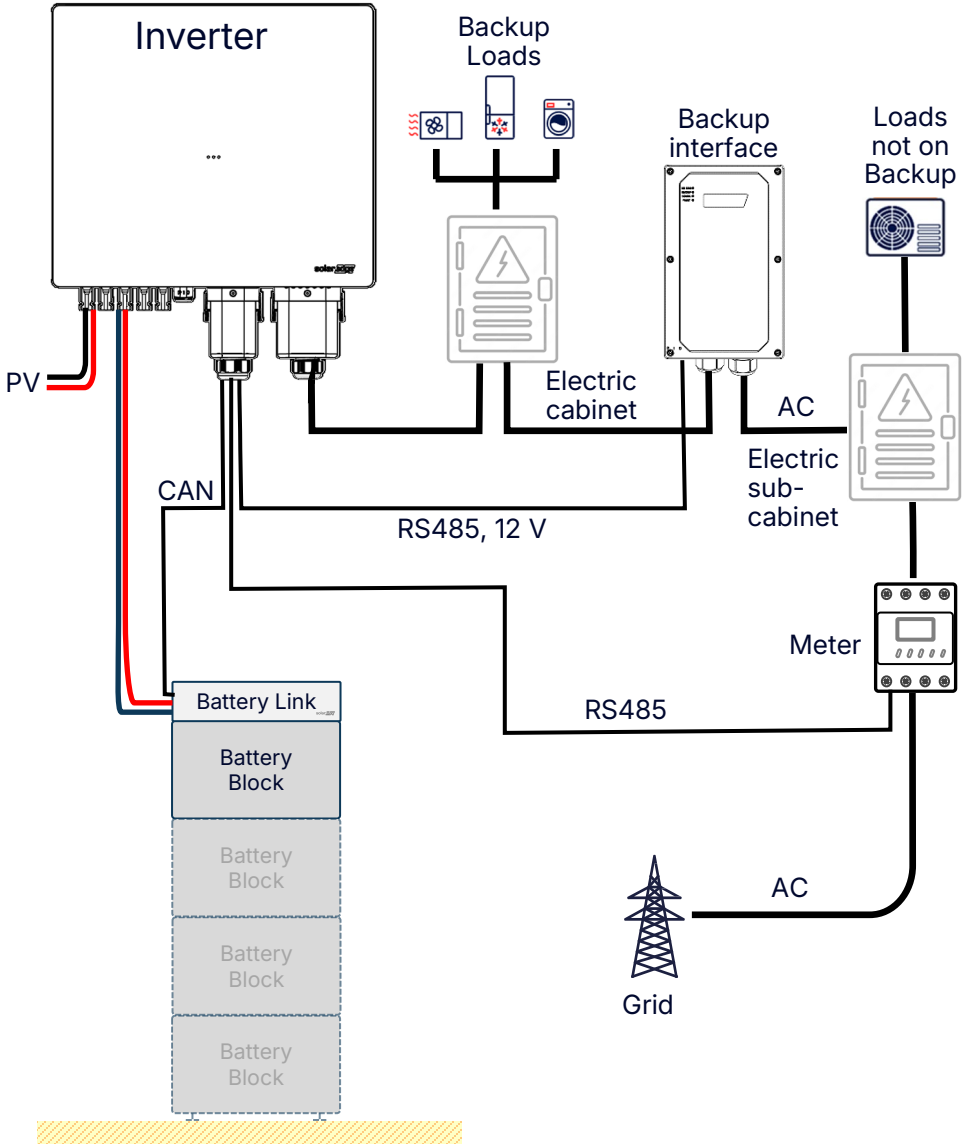 Inverter
solaredge
Backup
Loads
Backup
interface
Loads
not on
Backup
PV
Electric
cabinet
AC
Electric
sub-
cabinet
CAN
RS485, 12 V
Meter
Battery Link
RS485
Battery
Block
Battery
Block
Battery
Block
Battery
Block
AC
Grid